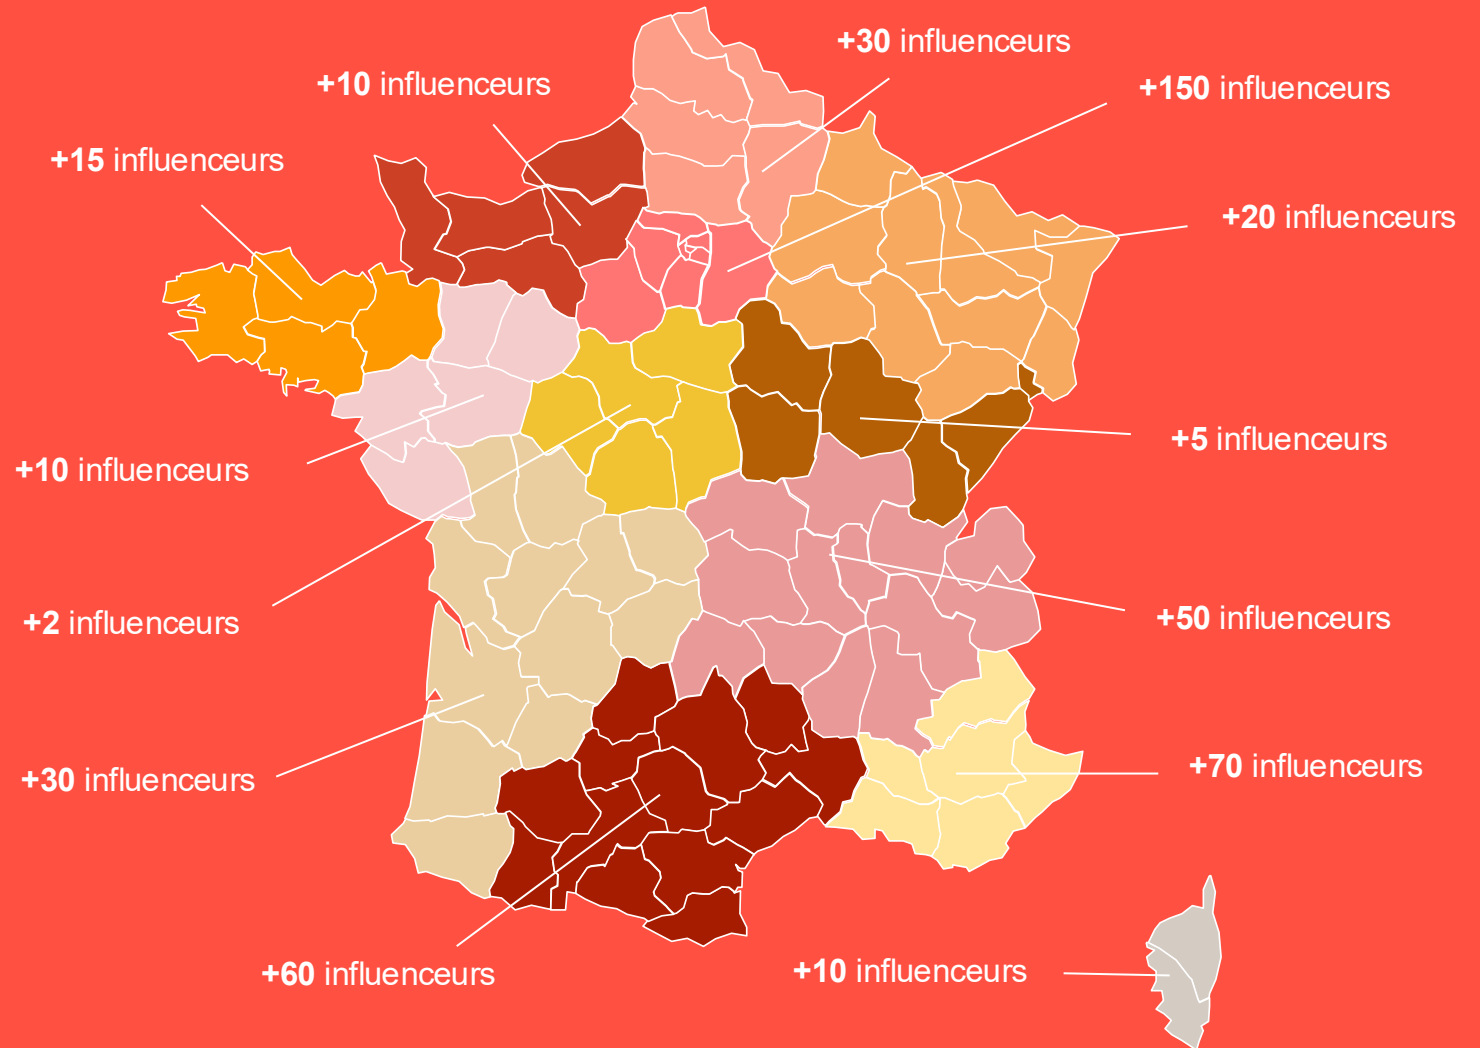 +30 influenceurs
+10 influenceurs
+150 influenceurs
+15 influenceurs
+20 influenceurs
+5 influenceurs
+10 influenceurs
+50 influenceurs
+2 influenceurs
+70 influenceurs
+30 influenceurs
+10 influenceurs
+60 influenceurs